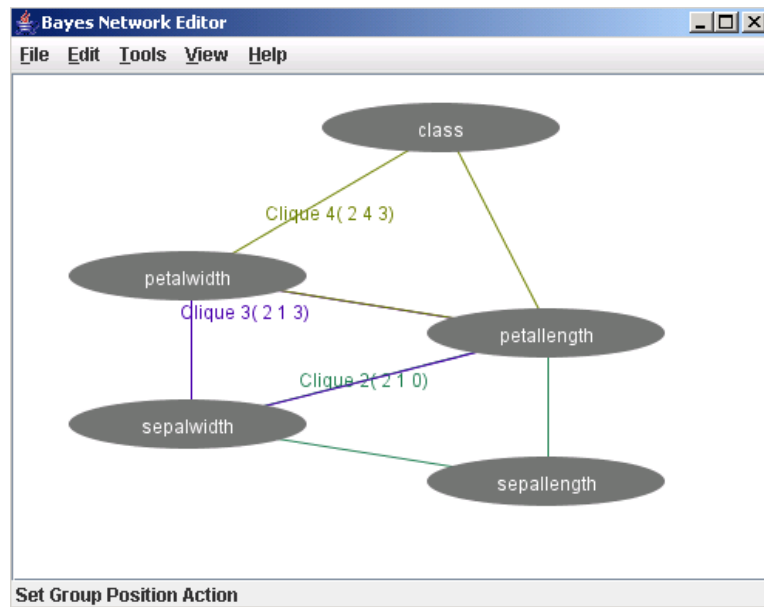 Bayes Network Editor
File Edit Tools View Help
class
Clique 4( 2 4 3)
petalwidth
Clique 3( 2 1 3)
petallength
Clique 2( 2 1 0)
sepalwidth
sepallength
Set Group Position Action